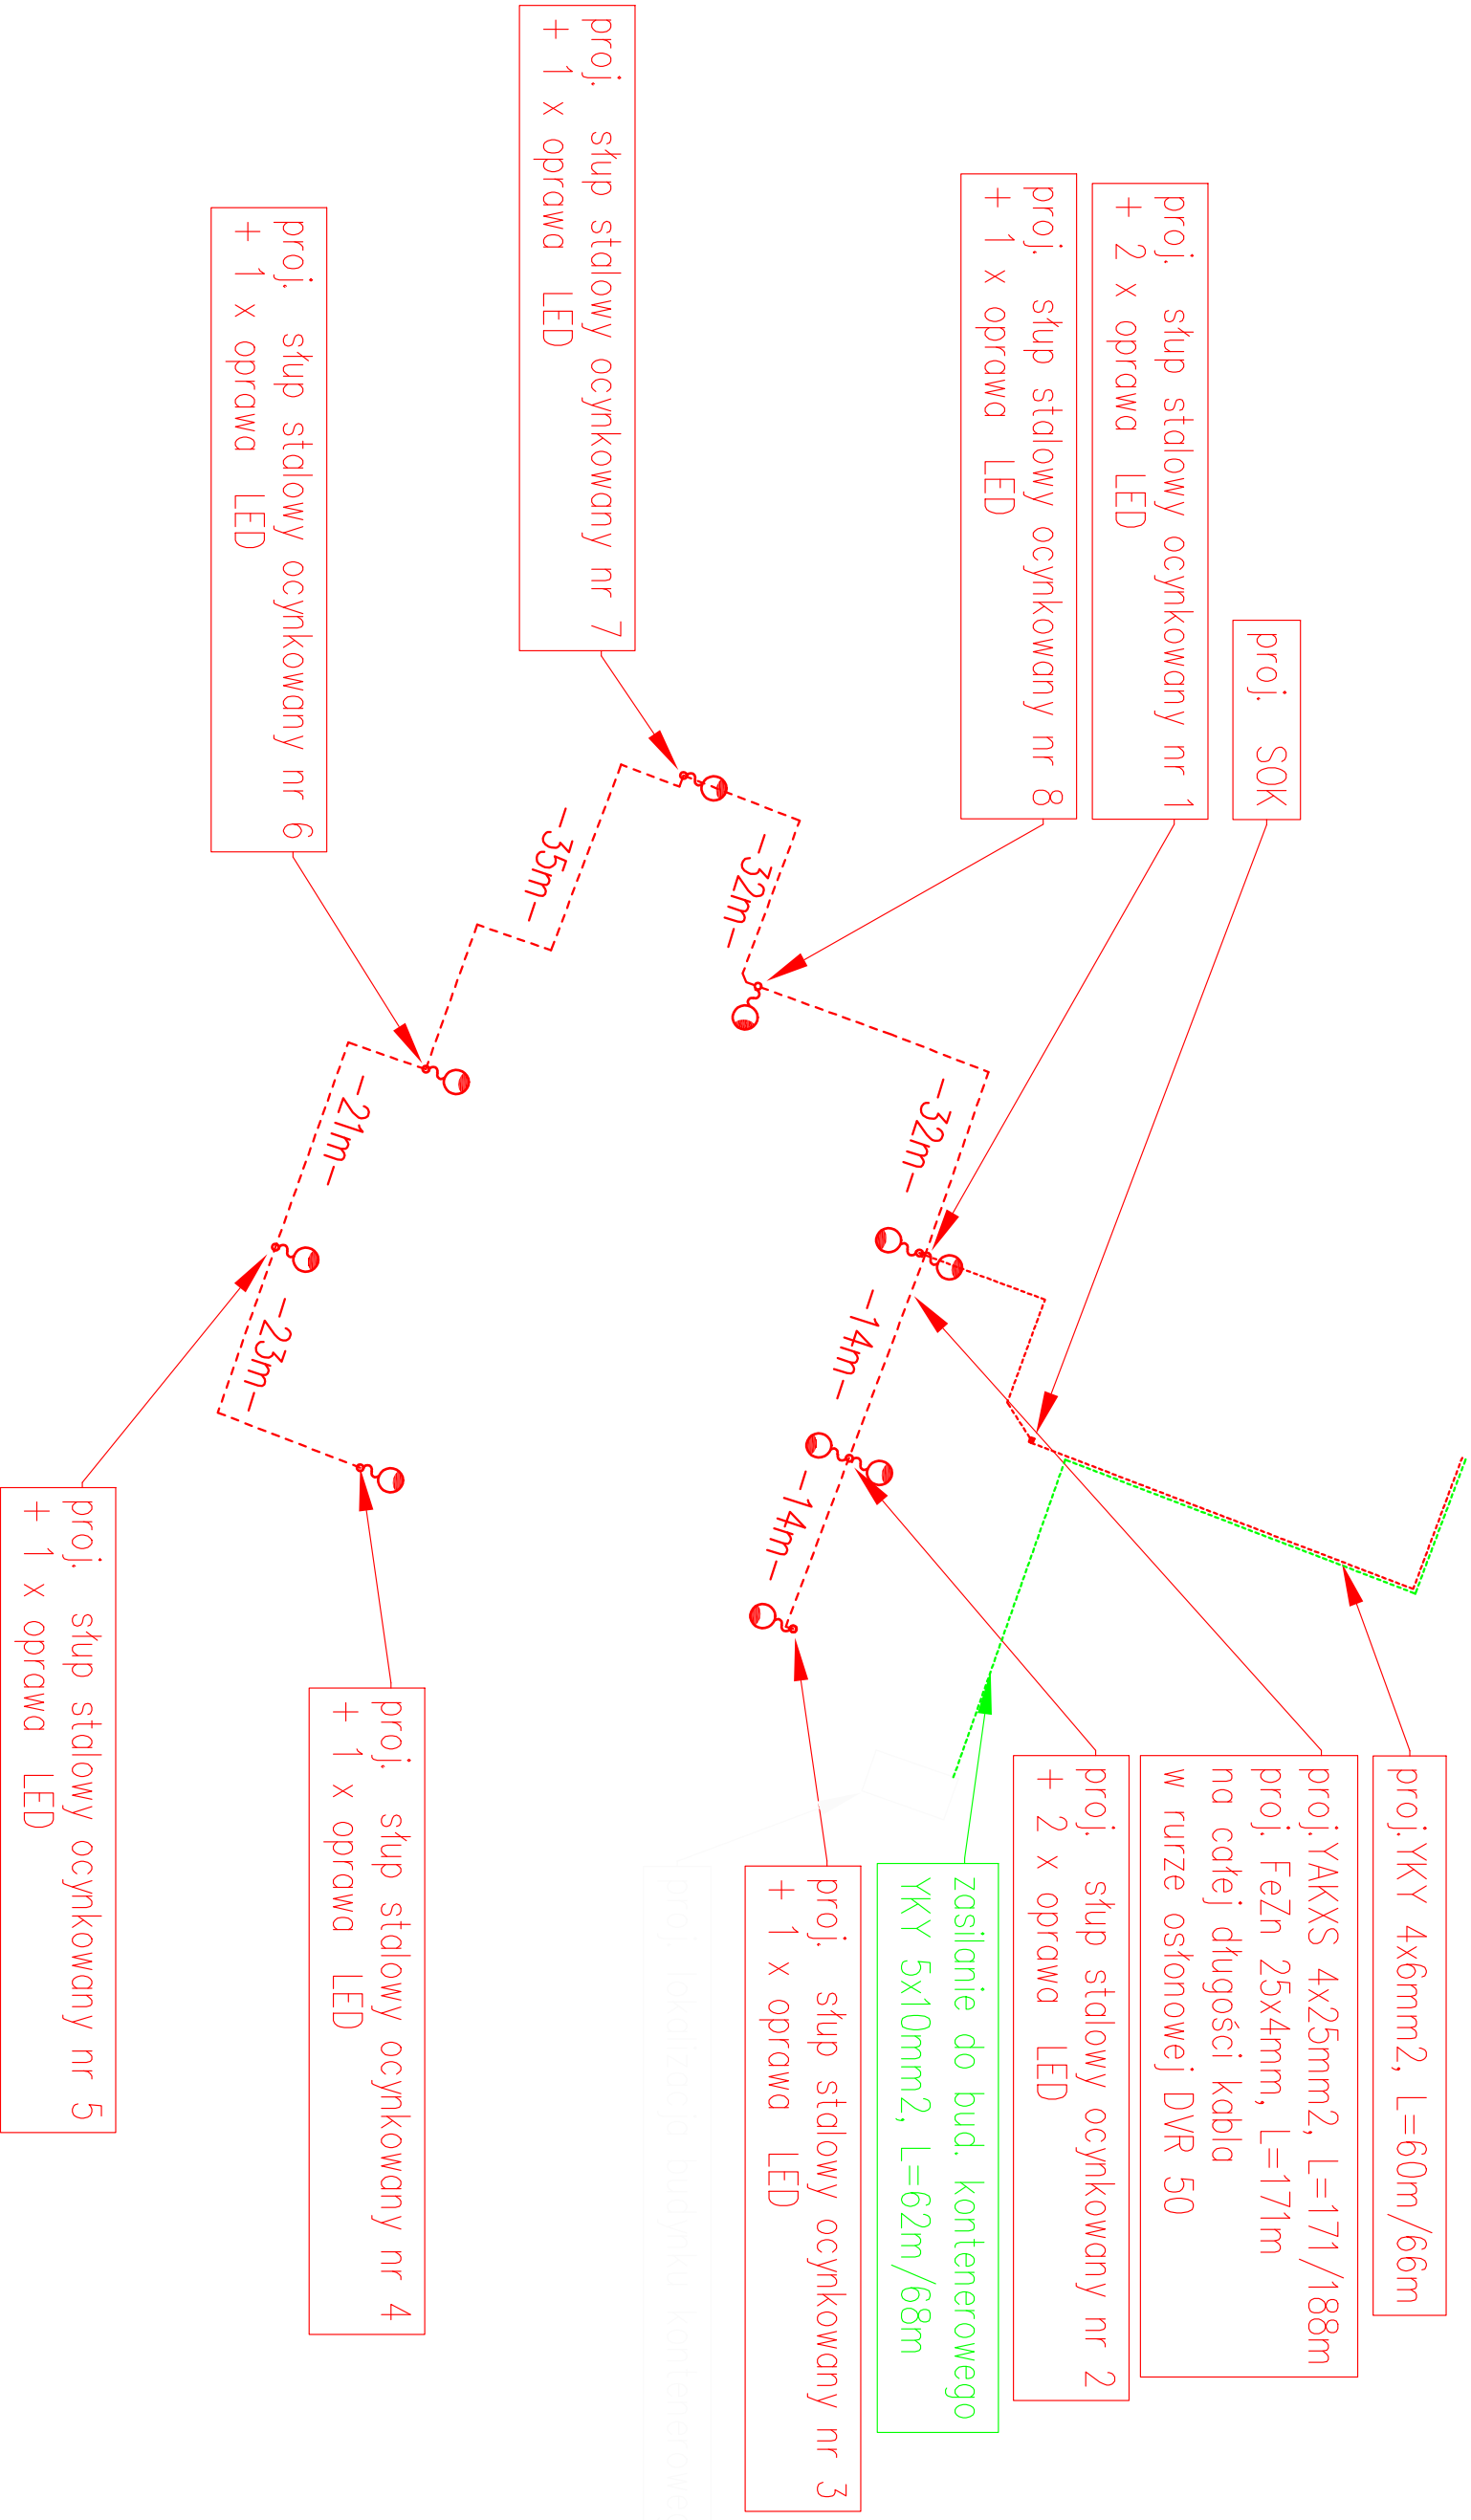 proj.YKY 4x6mm2, L=60m/66m
proj.YAKXS 4x25mm2, L=171/188m
proj. FeZn 25x4mm, L=171m
na całej długości kabla
w rurze osłonowej DVR 50
proj. SOK
proj. słup stalowy ocynkowany nr 1
+ 2 x oprawa LED
proj. słup stalowy ocynkowany nr 2
+ 2 x oprawa LED
proj. słup stalowy ocynkowany nr 8
+ 1 x oprawa LED
zasilanie do bud. kontenerowego
YKY 5x10mm2, L=62m/68m
proj. słup stalowy ocynkowany nr 3
+ 1 x oprawa LED
proj. słup stalowy ocynkowany nr 7
+ 1 x oprawa LED
proj. słup stalowy ocynkowany nr 4
+ 1 x oprawa LED
proj. słup stalowy ocynkowany nr 6
+ 1 x oprawa LED
proj. słup stalowy ocynkowany nr 5
+ 1 x oprawa LED
-32m-
-14m-
-14m-
-32m-
-35m-
-21m-
-23m-